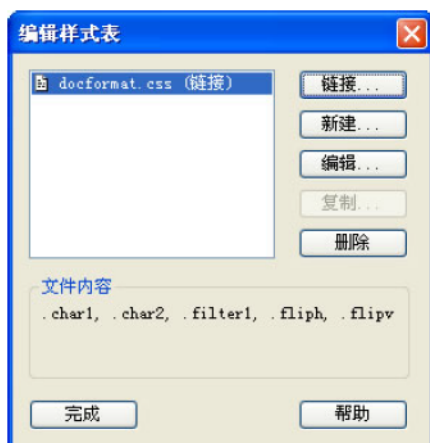 编辑样式表
docformat.css (链接)
链接...
新建...
编辑...
复制...
删除
文件内容
.char1, .char2, .filter1, .fliph, .flipv
完成
帮助